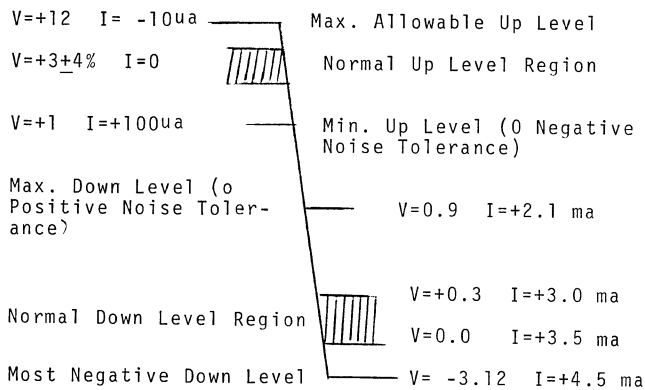 V=+12 I= -10ua Max. Allowable Up Level
V=+3±4% I=0 Normal Up Level Region
V=+1 I=+100ua Min. Up Level (0 Negative
Noise Tolerance)
Max. Down Level (o
Positive Noise Toler-
ance)
V=0.9 I=+2.1 ma
V=+0.3 I=+3.0 ma
Normal Down Level Region
V=0.0 I=+3.5 ma
Most Negative Down Level V= -3.12 I=+4.5 ma